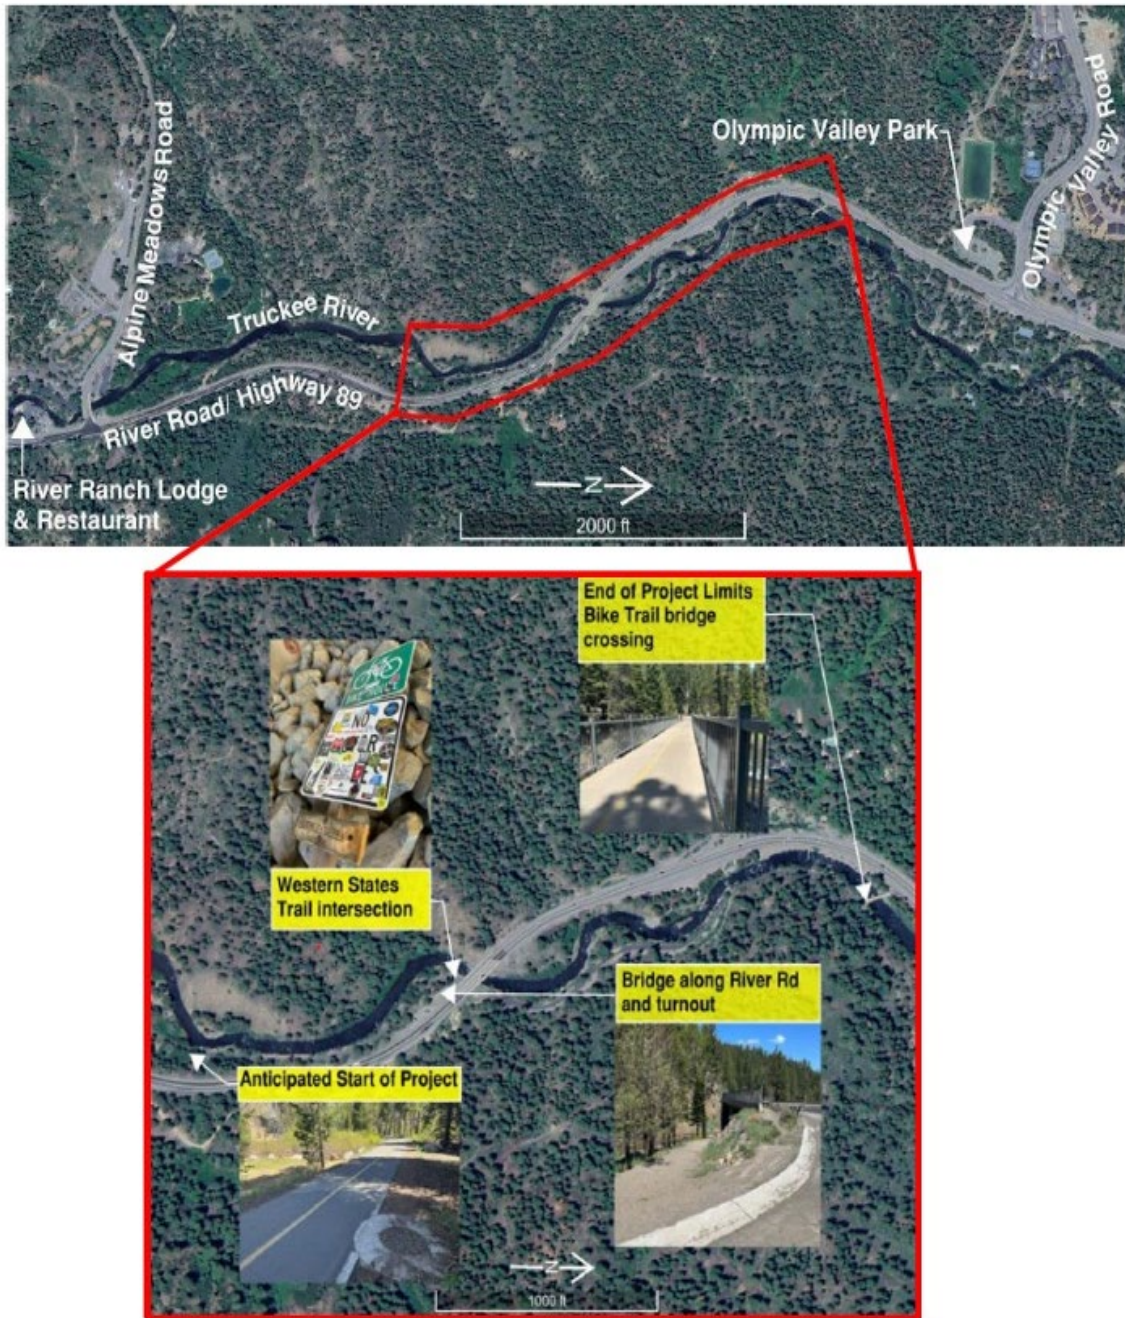 Olympic Valley Park
Olympic Valley Road
Alpine Meadows Road
Truckee River
River Road/ Highway 89
River Ranch Lodge
& Restaurant
N
2000 ft
End of Project Limits
Bike Trail bridge
crossing
NO
Western States
Trail intersection
Bridge along River Rd
and turnout
Anticipated Start of Project
N
1000 ft